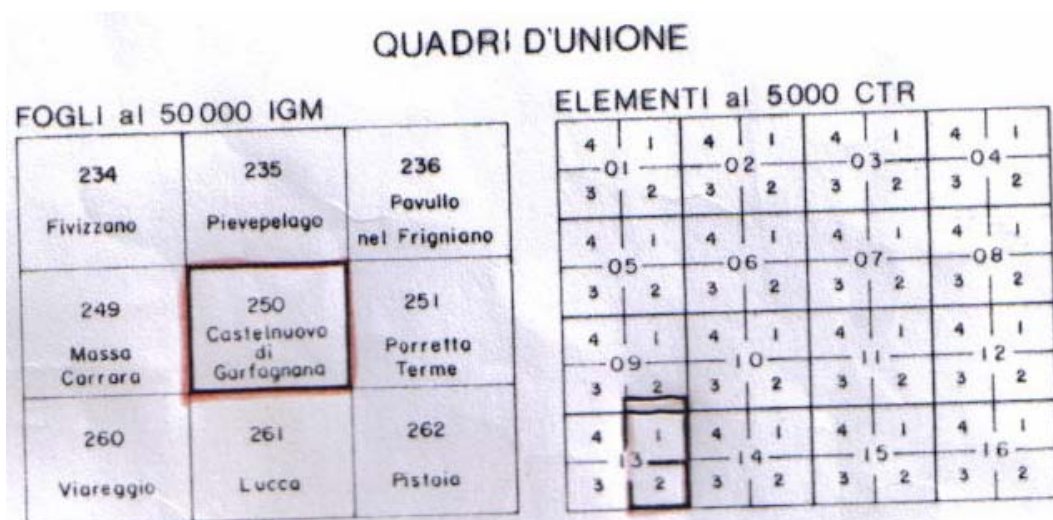 QUADRI D'UNIONE
FOGLI al 50 000 IGM
234
Fivizzano
235
Pievepelago
236
Pavullo
nel Frigniano
249
Massa
Carrara
250
Castelnuovo
di
Garfagnana
251
Porretta
Terme
260
Viareggio
261
Lucca
262
Pistoia
ELEMENTI al 5000 CTR
4 1 4 1 4 1 4 1
01 02 03 04
3 2 3 2 3 2 3 2
4 1 4 1 4 1 4 1
05 06 07 08
3 2 3 2 3 2 3 2
4 1 4 1 4 1 4 1
09 10 11 12
3 2 3 2 3 2 3 2
4 1 4 1 4 1 4 1
13 14 15 16
3 2 3 2 3 2 3 2